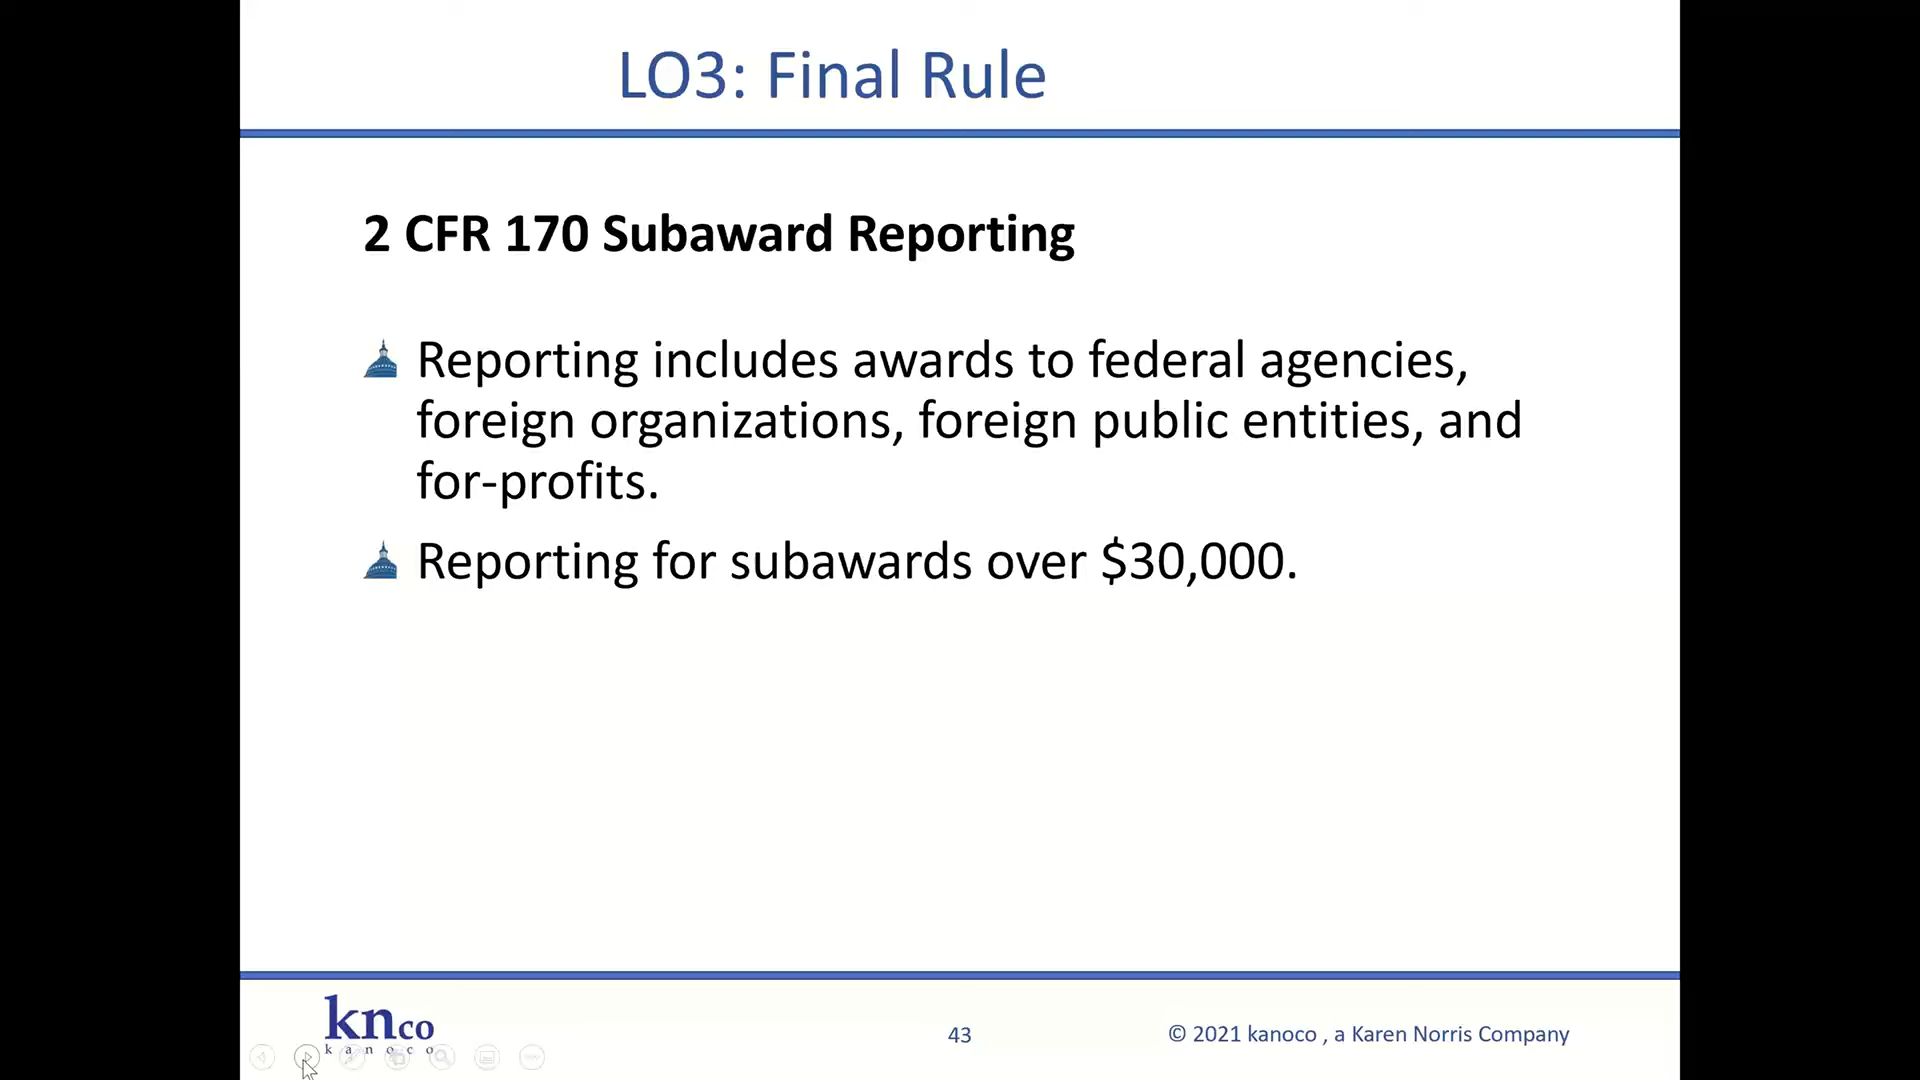 LO3: Final Rule
2 CFR 170 Subaward Reporting
Reporting includes awards to federal agencies,
foreign organizations, foreign public entities, and
for-profits.
Reporting for subawards over $30,000.
knco
kanoco
43
© 2021 kanoco , a Karen Norris Company